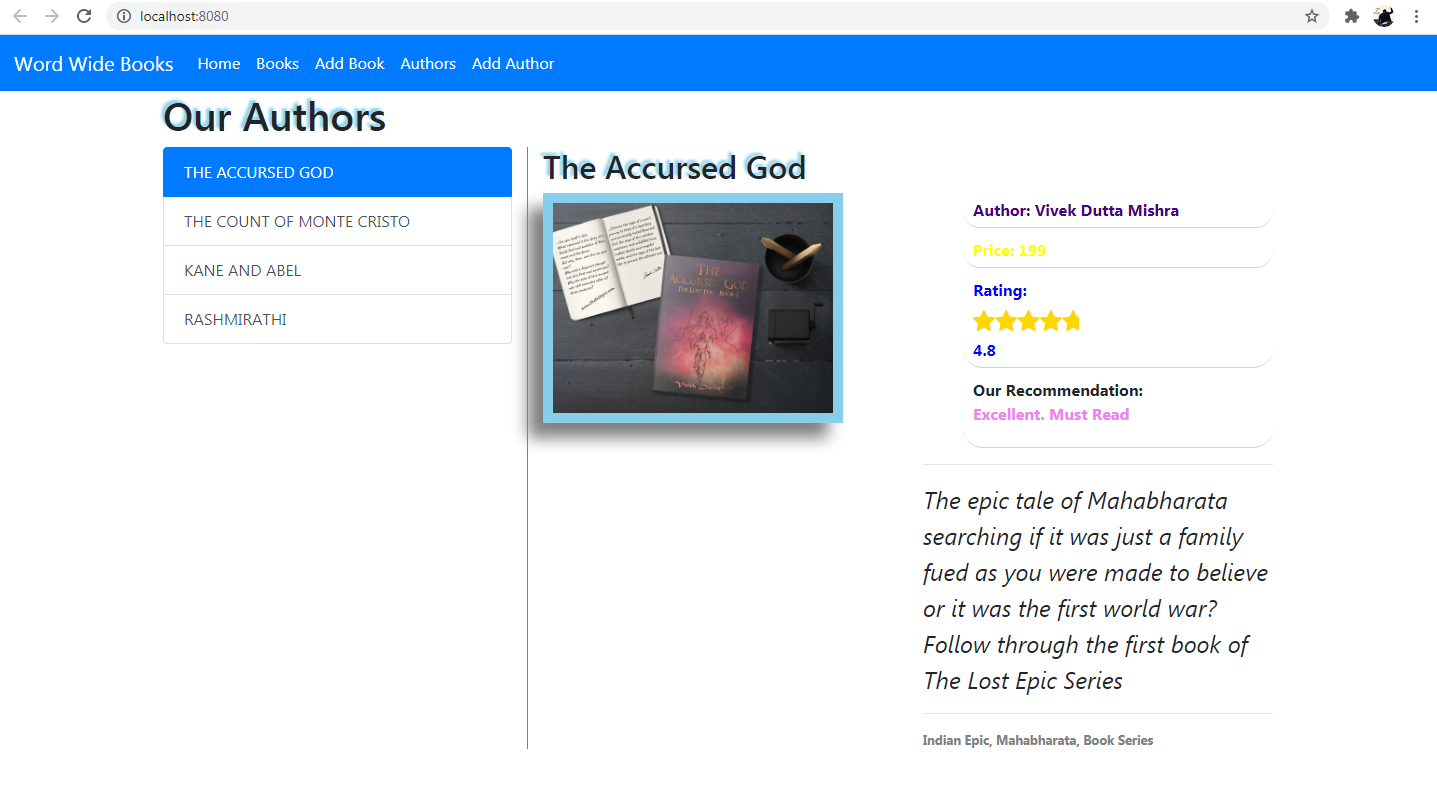 localhost:8080
Word Wide Books Home Books Add Book Authors Add Author
Our Authors
THE ACCURSED GOD
THE COUNT OF MONTE CRISTO
KANE AND ABEL
RASHMIRATHI
The Accursed God
THE
ACCURSED GOD
THE LOST EPIC - BOOK 1
Vivek Dutta
Author: Vivek Dutta Mishra
Price: 199
Rating:
4.8
Our Recommendation:
Excellent. Must Read
The epic tale of Mahabharata
searching if it was just a family
fued as you were made to believe
or it was the first world war?
Follow through the first book of
The Lost Epic Series
Indian Epic, Mahabharata, Book Series